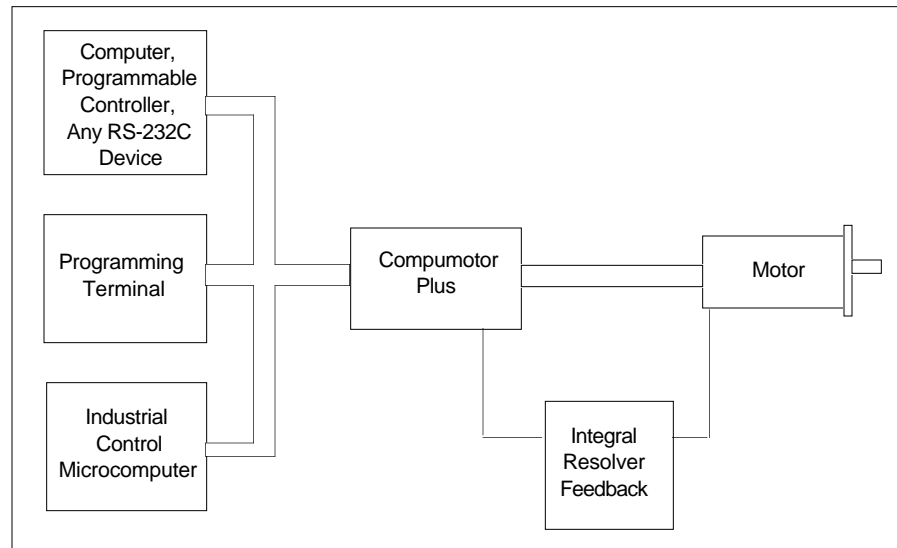 Computer,
Programmable
Controller,
Any RS-232C
Device
Programming
Terminal
Industrial
Control
Microcomputer
Compumotor
Plus
Motor
Integral
Resolver
Feedback